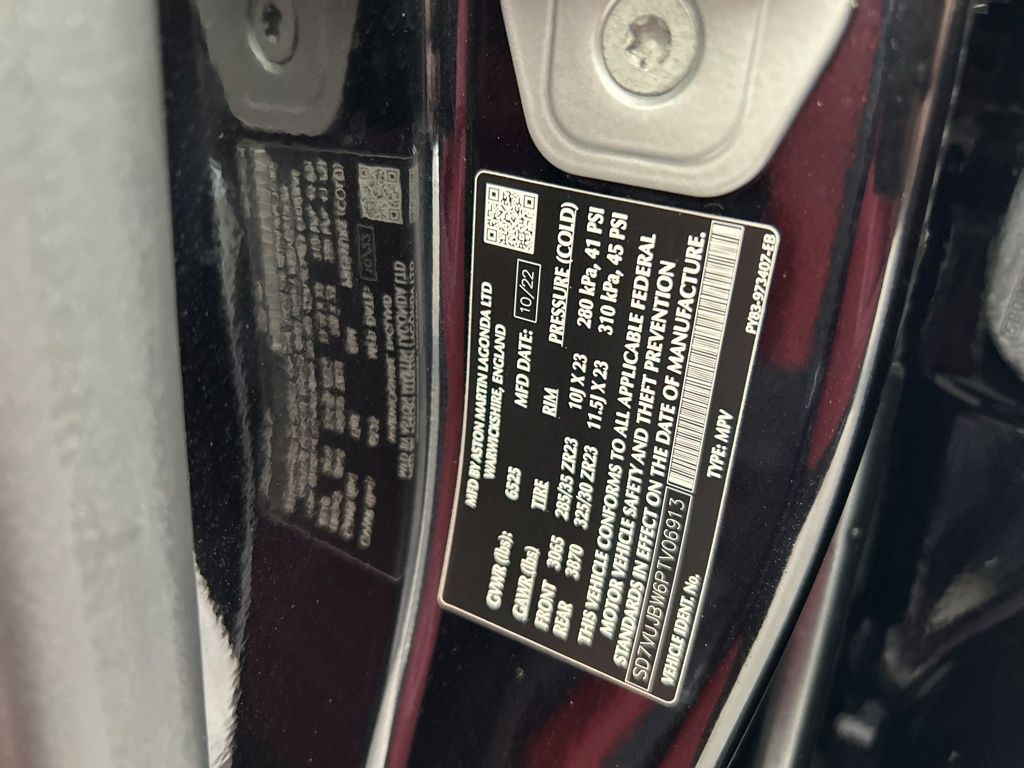 MFD BY ASTON MARTIN LAGONDA LTD
WARWICKSHIRE, ENGLAND
GVWR (lbs): 6525 MFD DATE: 10/22
GAWR (lbs) TIRE RIM PRESSURE (COLD)
FRONT 3065 285/35 ZR23 10J X 23 280 kPa, 41 PSI
REAR 3870 325/30 ZR23 11.5J X 23 310 kPa, 45 PSI
THIS VEHICLE CONFORMS TO ALL APPLICABLE FEDERAL
MOTOR VEHICLE SAFETY AND THEFT PREVENTION
STANDARDS IN EFFECT ON THE DATE OF MANUFACTURE.
SD7VUJBW6PTV06913
VEHICLE IDENT. No. TYPE: MPV
PY83-973402-EB